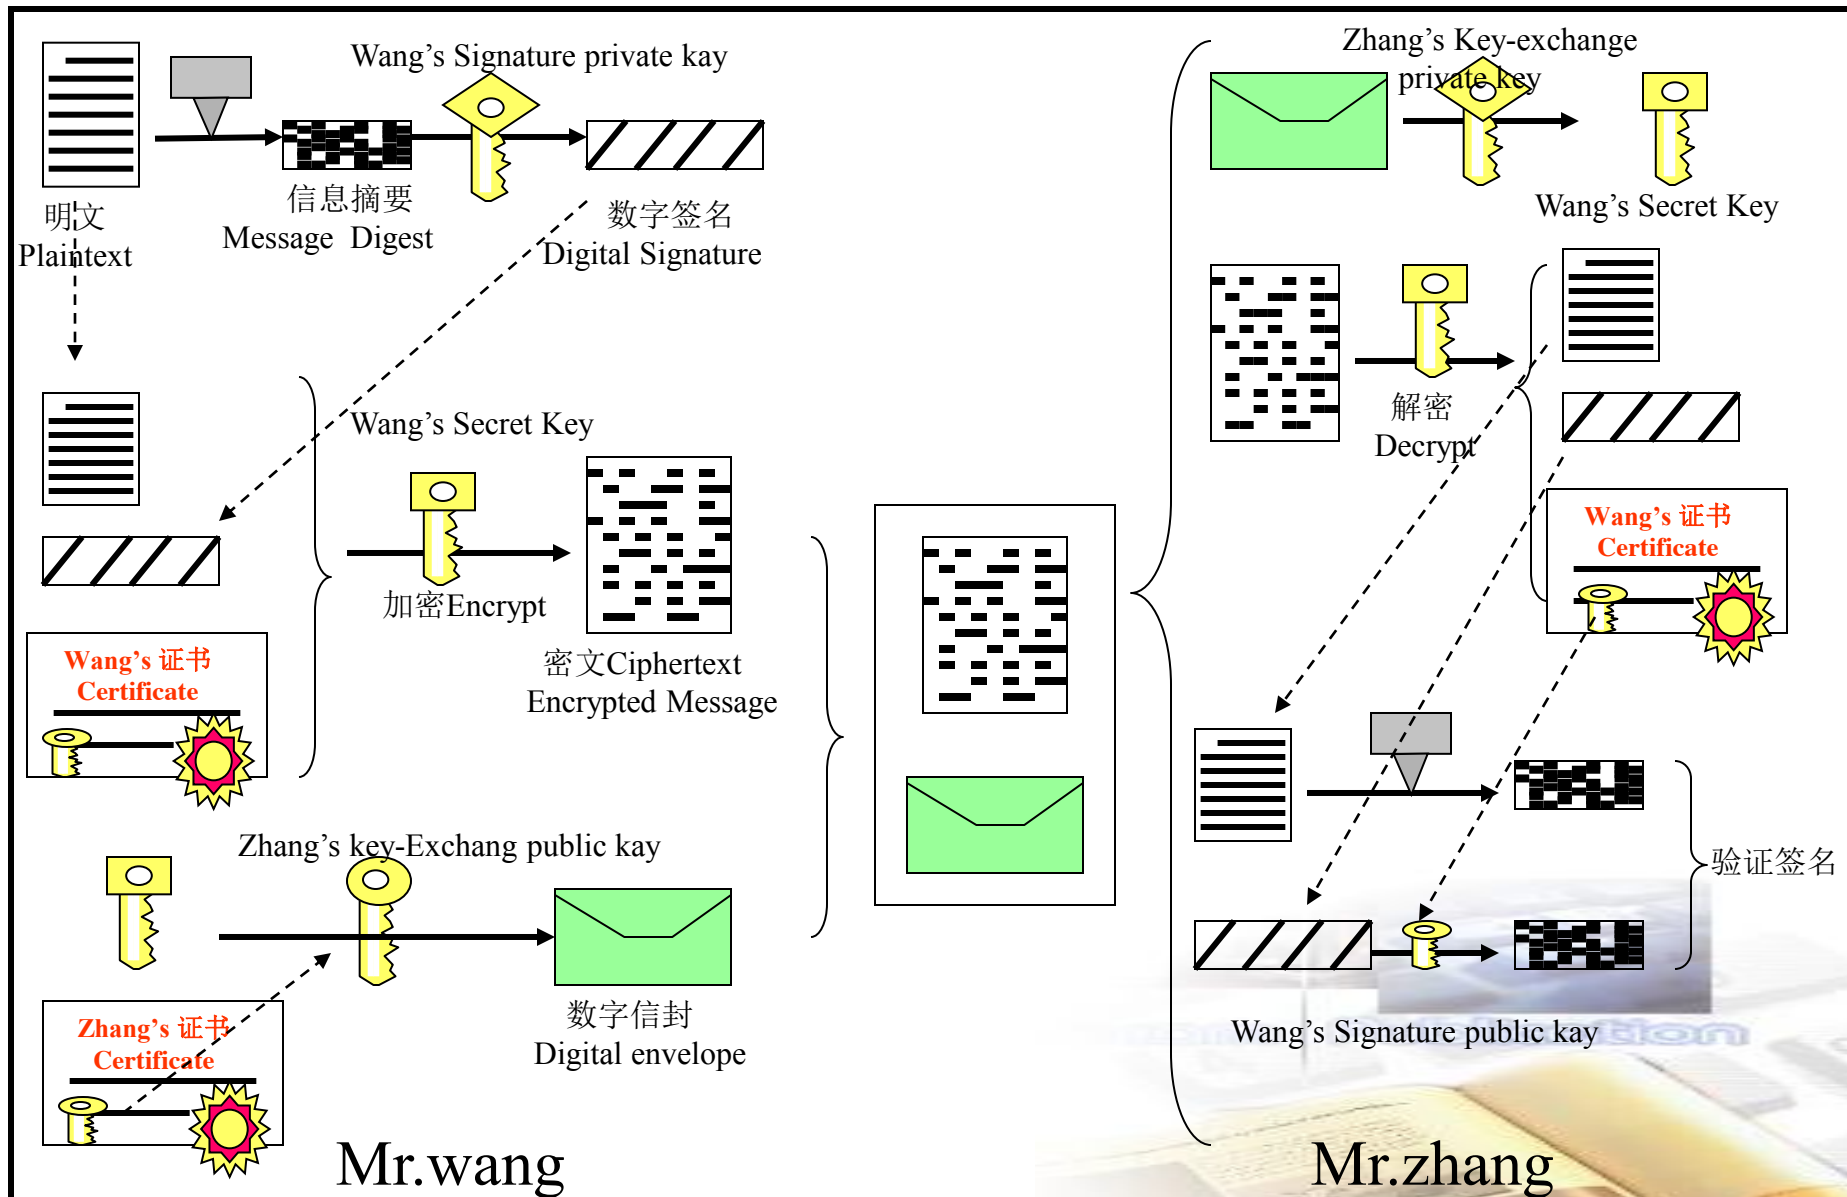 Wang's Signature private kay
信息摘要
Message Digest
明文
Plaintext
数字签名
Digital Signature
Wang's Secret Key
加密Encrypt
密文Ciphertext
Encrypted Message
Wang's 证书
Certificate
Zhang's key-Exchang public kay
数字信封
Digital envelope
Zhang's 证书
Certificate
Mr.wang
Zhang's Key-exchange
private key
Wang's Secret Key
解密
Decrypt
Wang's 证书
Certificate
验证签名
Wang's Signature public kay
Mr.zhang